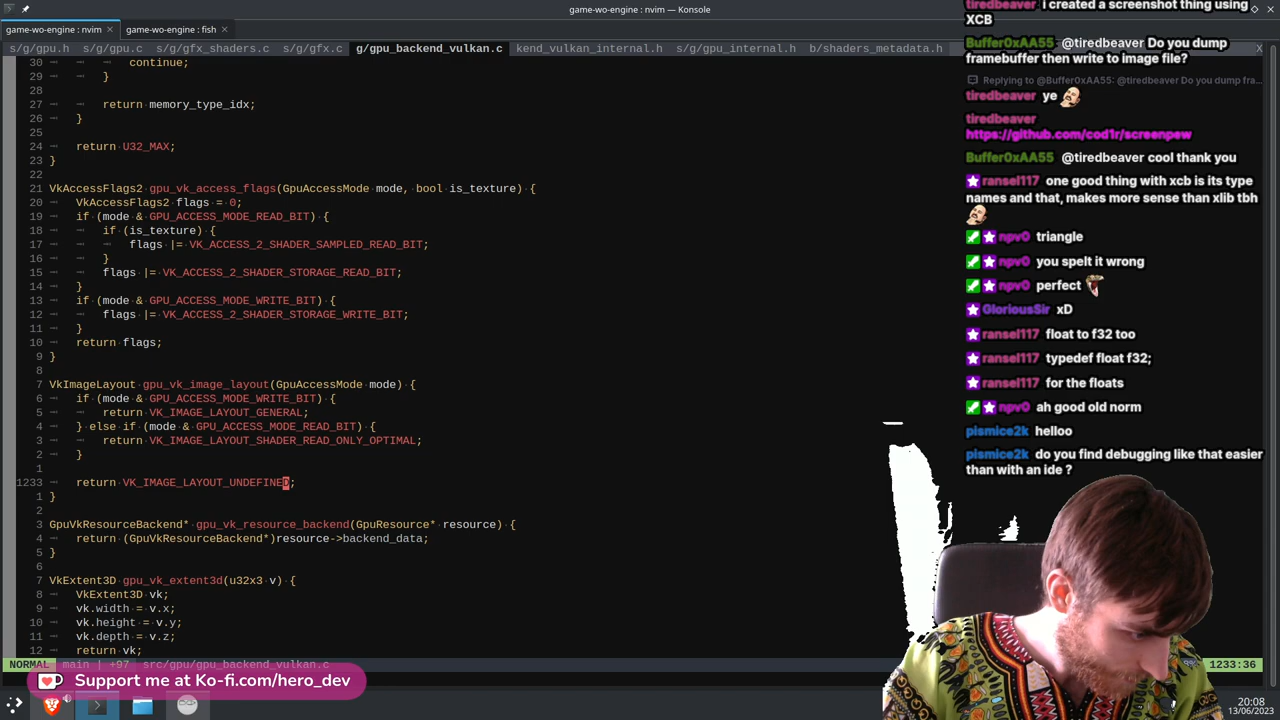 game-wo-engine : nvim — Konsole
game-wo-engine : nvim
game-wo-engine : fish
s/g/gpu.h s/g/gpu.c s/g/gfx_shaders.c g/gpu_backend_vulkan.c kend_vulkan_internal.h s/g/gpu_internal.h b/shaders_metadata.h X
30 continue;
29 }
28
27 return memory_type_idx;
26 }
25
24 return U32_MAX;
23 }
22
21 VkAccessFlags2 gpu_vk_access_flags(GpuAccessMode mode, bool is_texture) {
20 VkAccessFlags2 flags = 0;
19 if (mode & GPU_ACCESS_MODE_READ_BIT) {
18 if (is_texture) {
17 flags |= VK_ACCESS_2_SHADER_SAMPLED_READ_BIT;
16 }
15 flags |= VK_ACCESS_2_SHADER_STORAGE_READ_BIT;
14 }
13 if (mode & GPU_ACCESS_MODE_WRITE_BIT) {
12 flags |= VK_ACCESS_2_SHADER_STORAGE_WRITE_BIT;
11 }
10 return flags;
9 }
8
7 VkImageLayout gpu_vk_image_layout(GpuAccessMode mode) {
6 if (mode & GPU_ACCESS_MODE_WRITE_BIT) {
5 return VK_IMAGE_LAYOUT_GENERAL;
4 } else if (mode & GPU_ACCESS_MODE_READ_BIT) {
3 return VK_IMAGE_LAYOUT_SHADER_READ_ONLY_OPTIMAL;
2 }
1
1233 return VK_IMAGE_LAYOUT_UNDEFINED;
1 }
2
3 GpuVkResourceBackend* gpu_vk_resource_backend(GpuResource* resource) {
4 return (GpuVkResourceBackend*)resource->backend_data;
5 }
6
7 VkExtent3D gpu_vk_extent3d(u32x3 v) {
8 VkExtent3D vk;
9 vk.width = v.x;
10 vk.height = v.y;
11 vk.depth = v.z;
12 return vk;
NORMAL main | +97 src/gpu/gpu_backend_vulkan.c
1233:36
Support me at Ko-fi.com/hero_dev
20:08
13/06/2023
tiredbeaver i created a screenshot thing using
XCB
Buffer0xAA55 @tiredbeaver Do you dump
framebuffer then write to image file?
Replying to @Buffer0xAA55: @tiredbeaver Do you dump fra...
tiredbeaver ye
tiredbeaver
https://github.com/cod1r/screenpew
Buffer0xAA55 @tiredbeaver cool thank you
ransel117 one good thing with xcb is its type
names and that, makes more sense than xlib tbh
npv0 triangle
npv0 you spelt it wrong
npv0 perfect
GloriousSir xD
ransel117 float to f32 too
ransel117 typedef float f32;
ransel117 for the floats
npv0 ah good old norm
pismice2k helloo
pismice2k do you find debugging like that easier
than with an ide ?